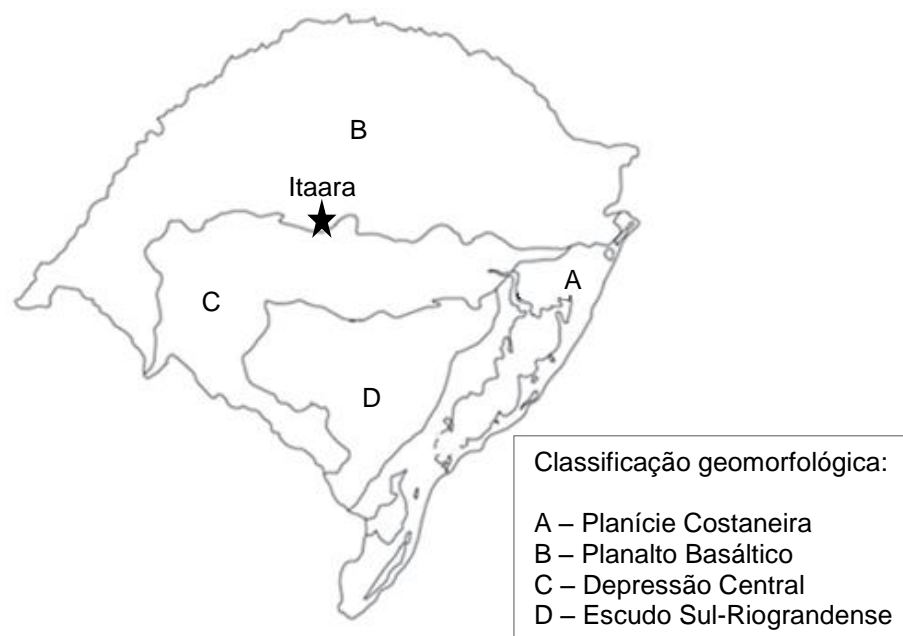 B
Itaara
A
C
D
Classificação geomorfológica:
A – Planície Costaneira
B – Planalto Basáltico
C – Depressão Central
D – Escudo Sul-Riograndense